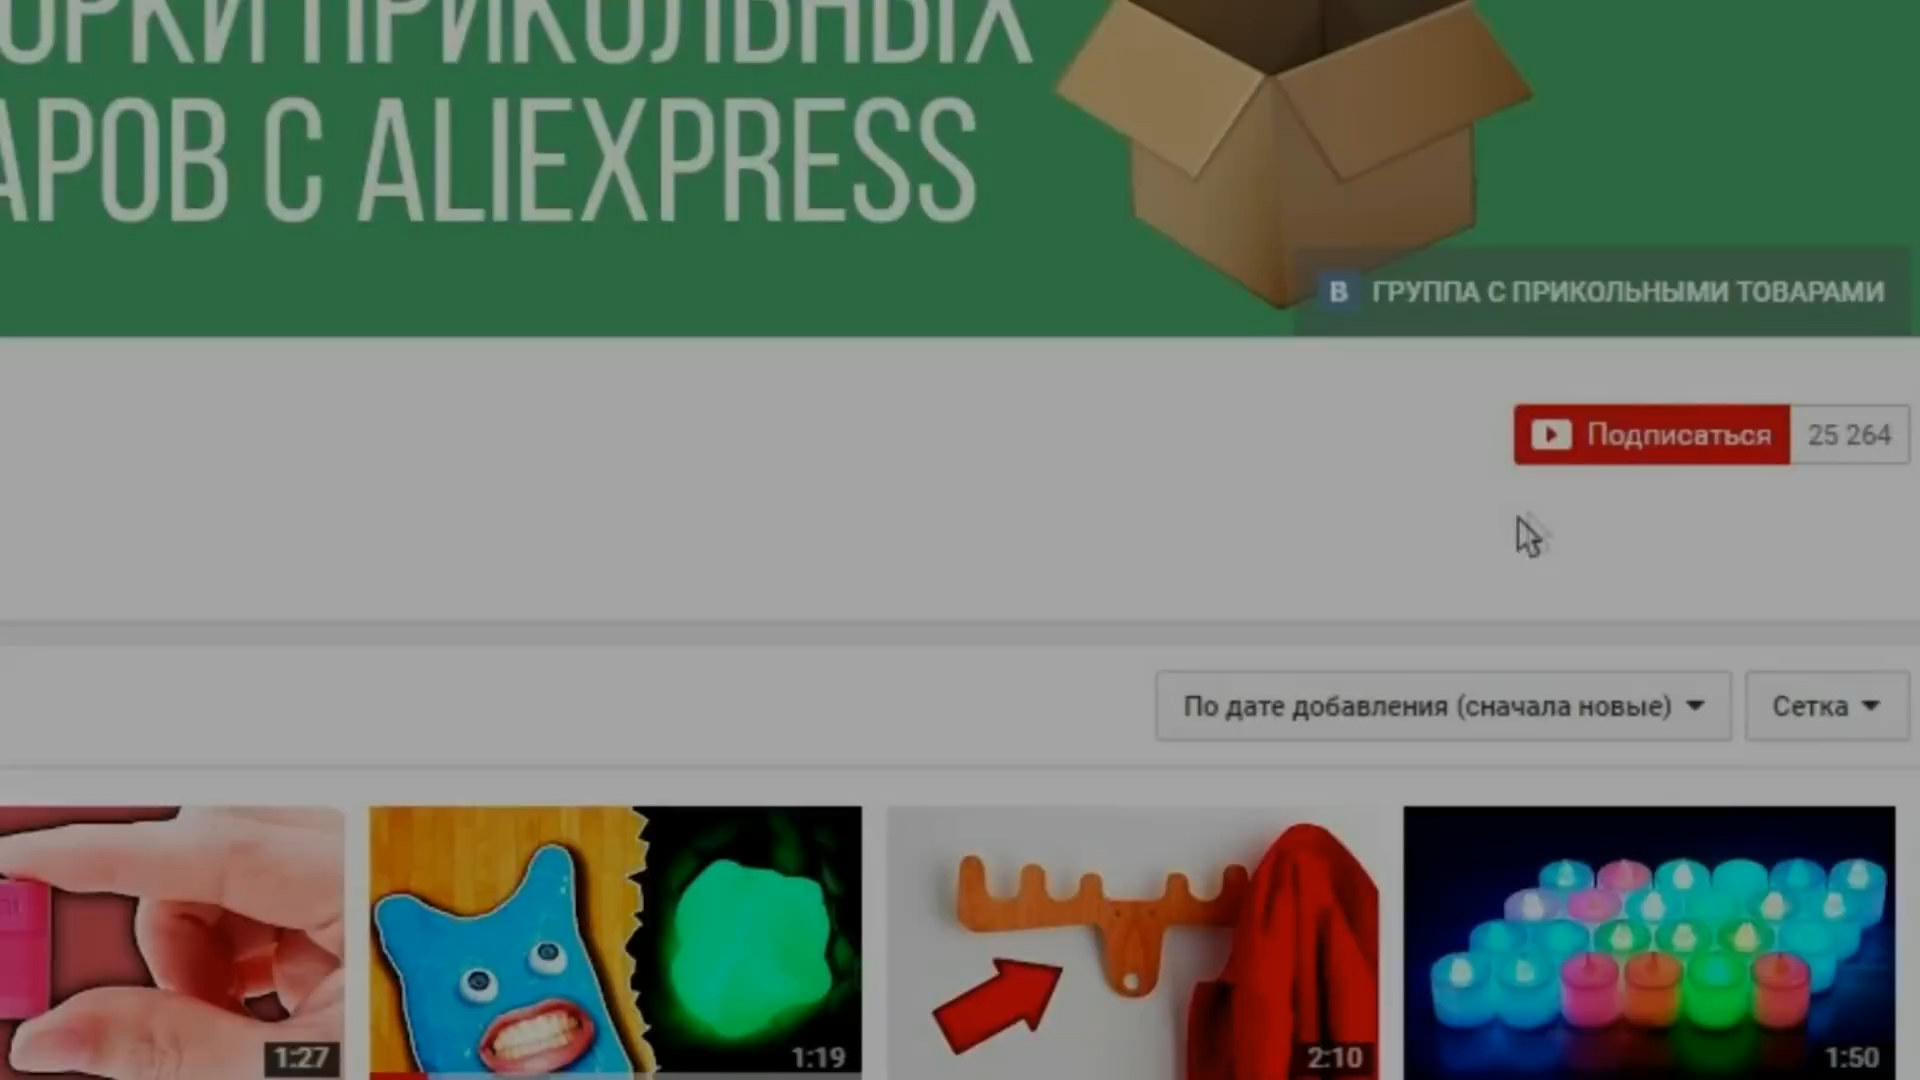 ПРИКОЛЬНЫХ
С ALIEXPRESS
В ГРУППА С ПРИКОЛЬНЫМИ ТОВАРАМИ
Подписаться 25 264
По дате добавления (сначала новые) Сетка
1:27 1:19 2:10 1:50